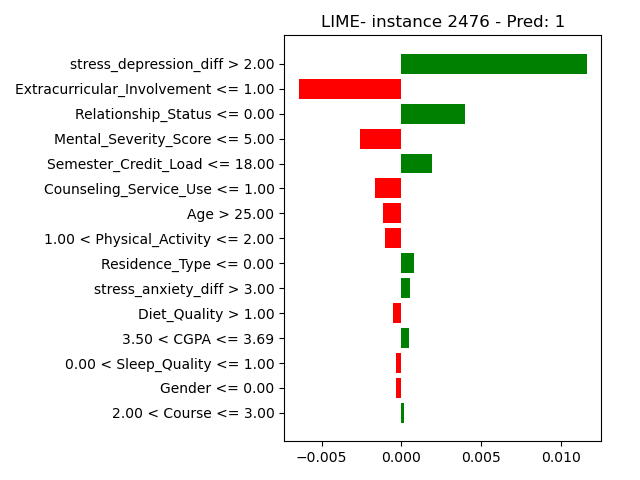 LIME- instance 2476 - Pred: 1
stress_depression_diff > 2.00
Extracurricular_Involvement <= 1.00
Relationship_Status <= 0.00
Mental_Severity_Score <= 5.00
Semester_Credit_Load <= 18.00
Counseling_Service_Use <= 1.00
Age > 25.00
1.00 < Physical_Activity <= 2.00
Residence_Type <= 0.00
stress_anxiety_diff > 3.00
Diet_Quality > 1.00
3.50 < CGPA <= 3.69
0.00 < Sleep_Quality <= 1.00
Gender <= 0.00
2.00 < Course <= 3.00
−0.005 0.000 0.005 0.010